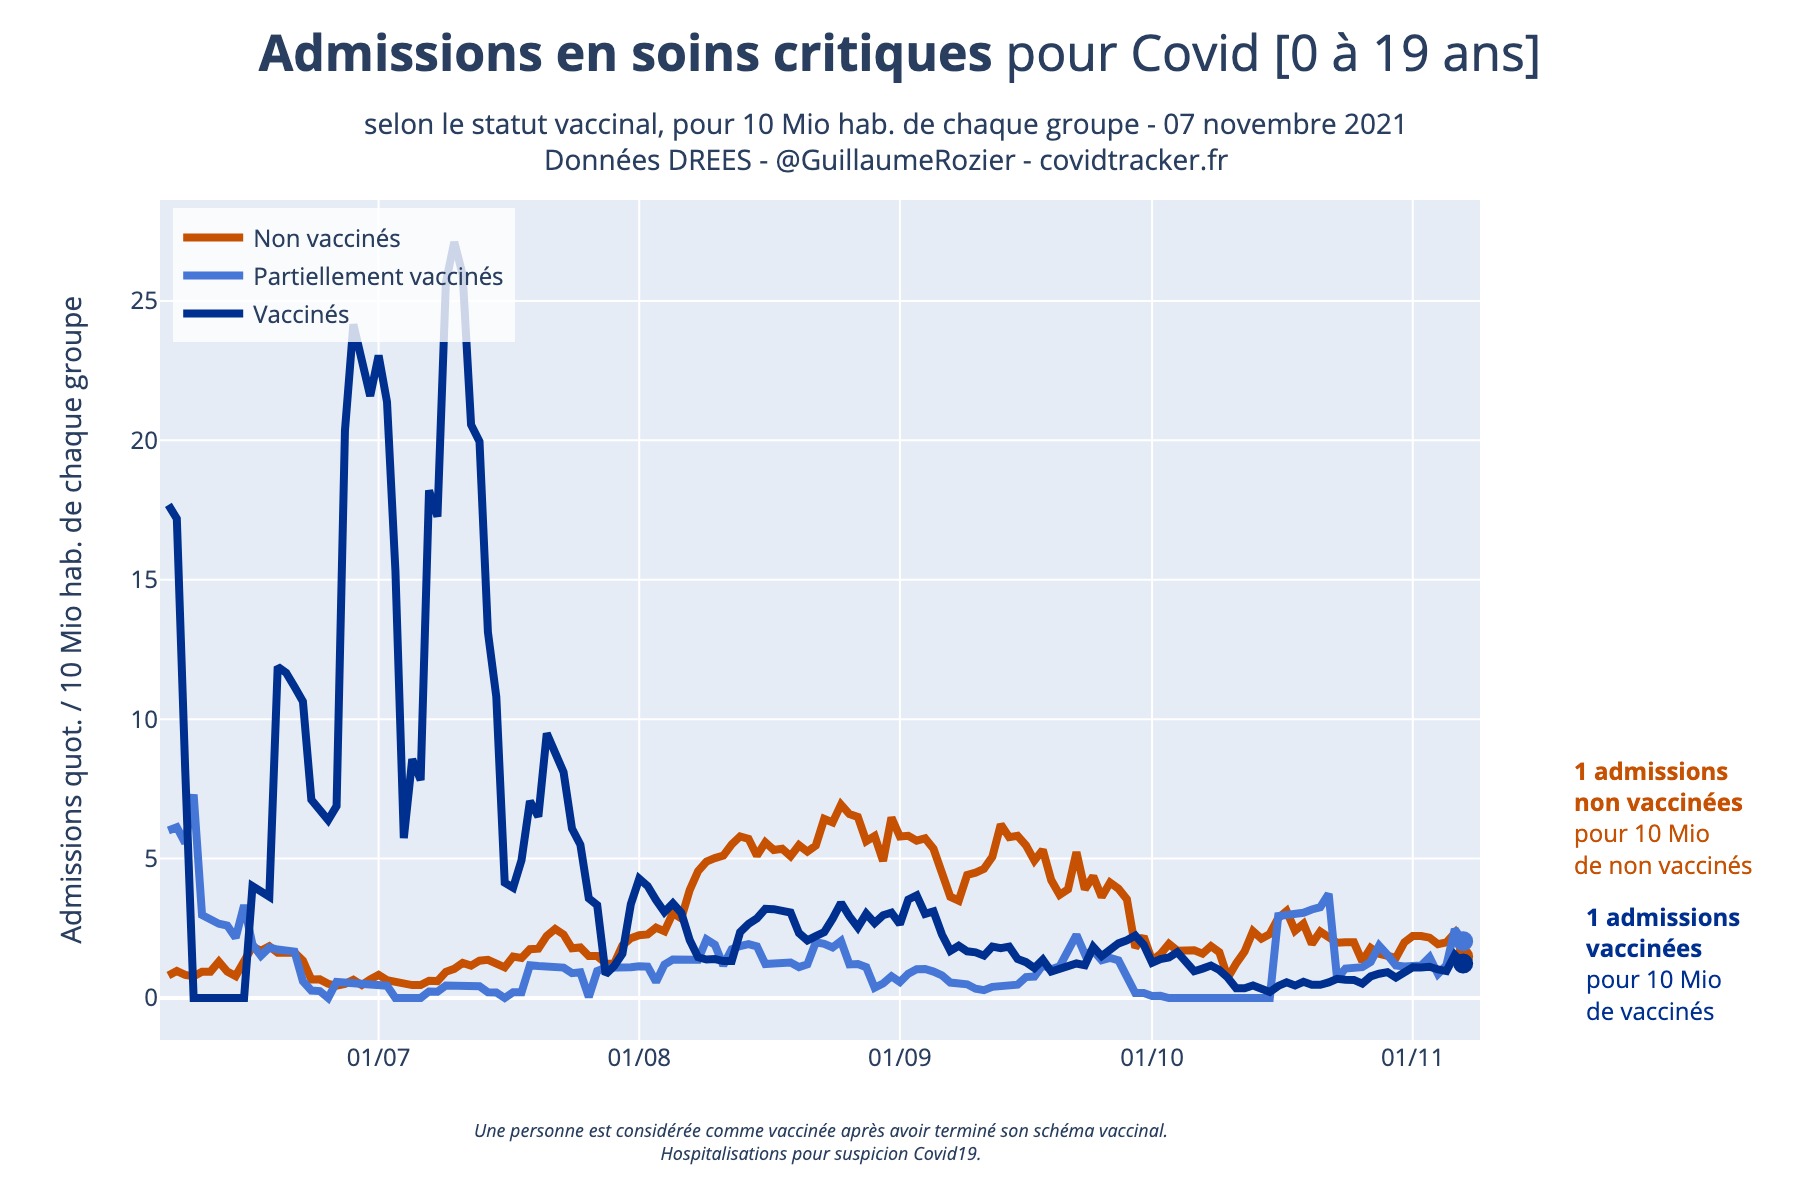 Admissions en soins critiques pour Covid [0 à 19 ans]
selon le statut vaccinal, pour 10 Mio hab. de chaque groupe - 07 novembre 2021
Données DREES - @GuillaumeRozier - covidtracker.fr
Admissions quot. / 10 Mio hab. de chaque groupe
Non vaccinés
Partiellement vaccinés
Vaccinés
25
20
15
10
5
0
01/07
01/08
01/09
01/10
01/11
1 admissions
non vaccinées
pour 10 Mio
de non vaccinés
1 admissions
vaccinées
pour 10 Mio
de vaccinés
Une personne est considérée comme vaccinée après avoir terminé son schéma vaccinal.
Hospitalisations pour suspicion Covid19.